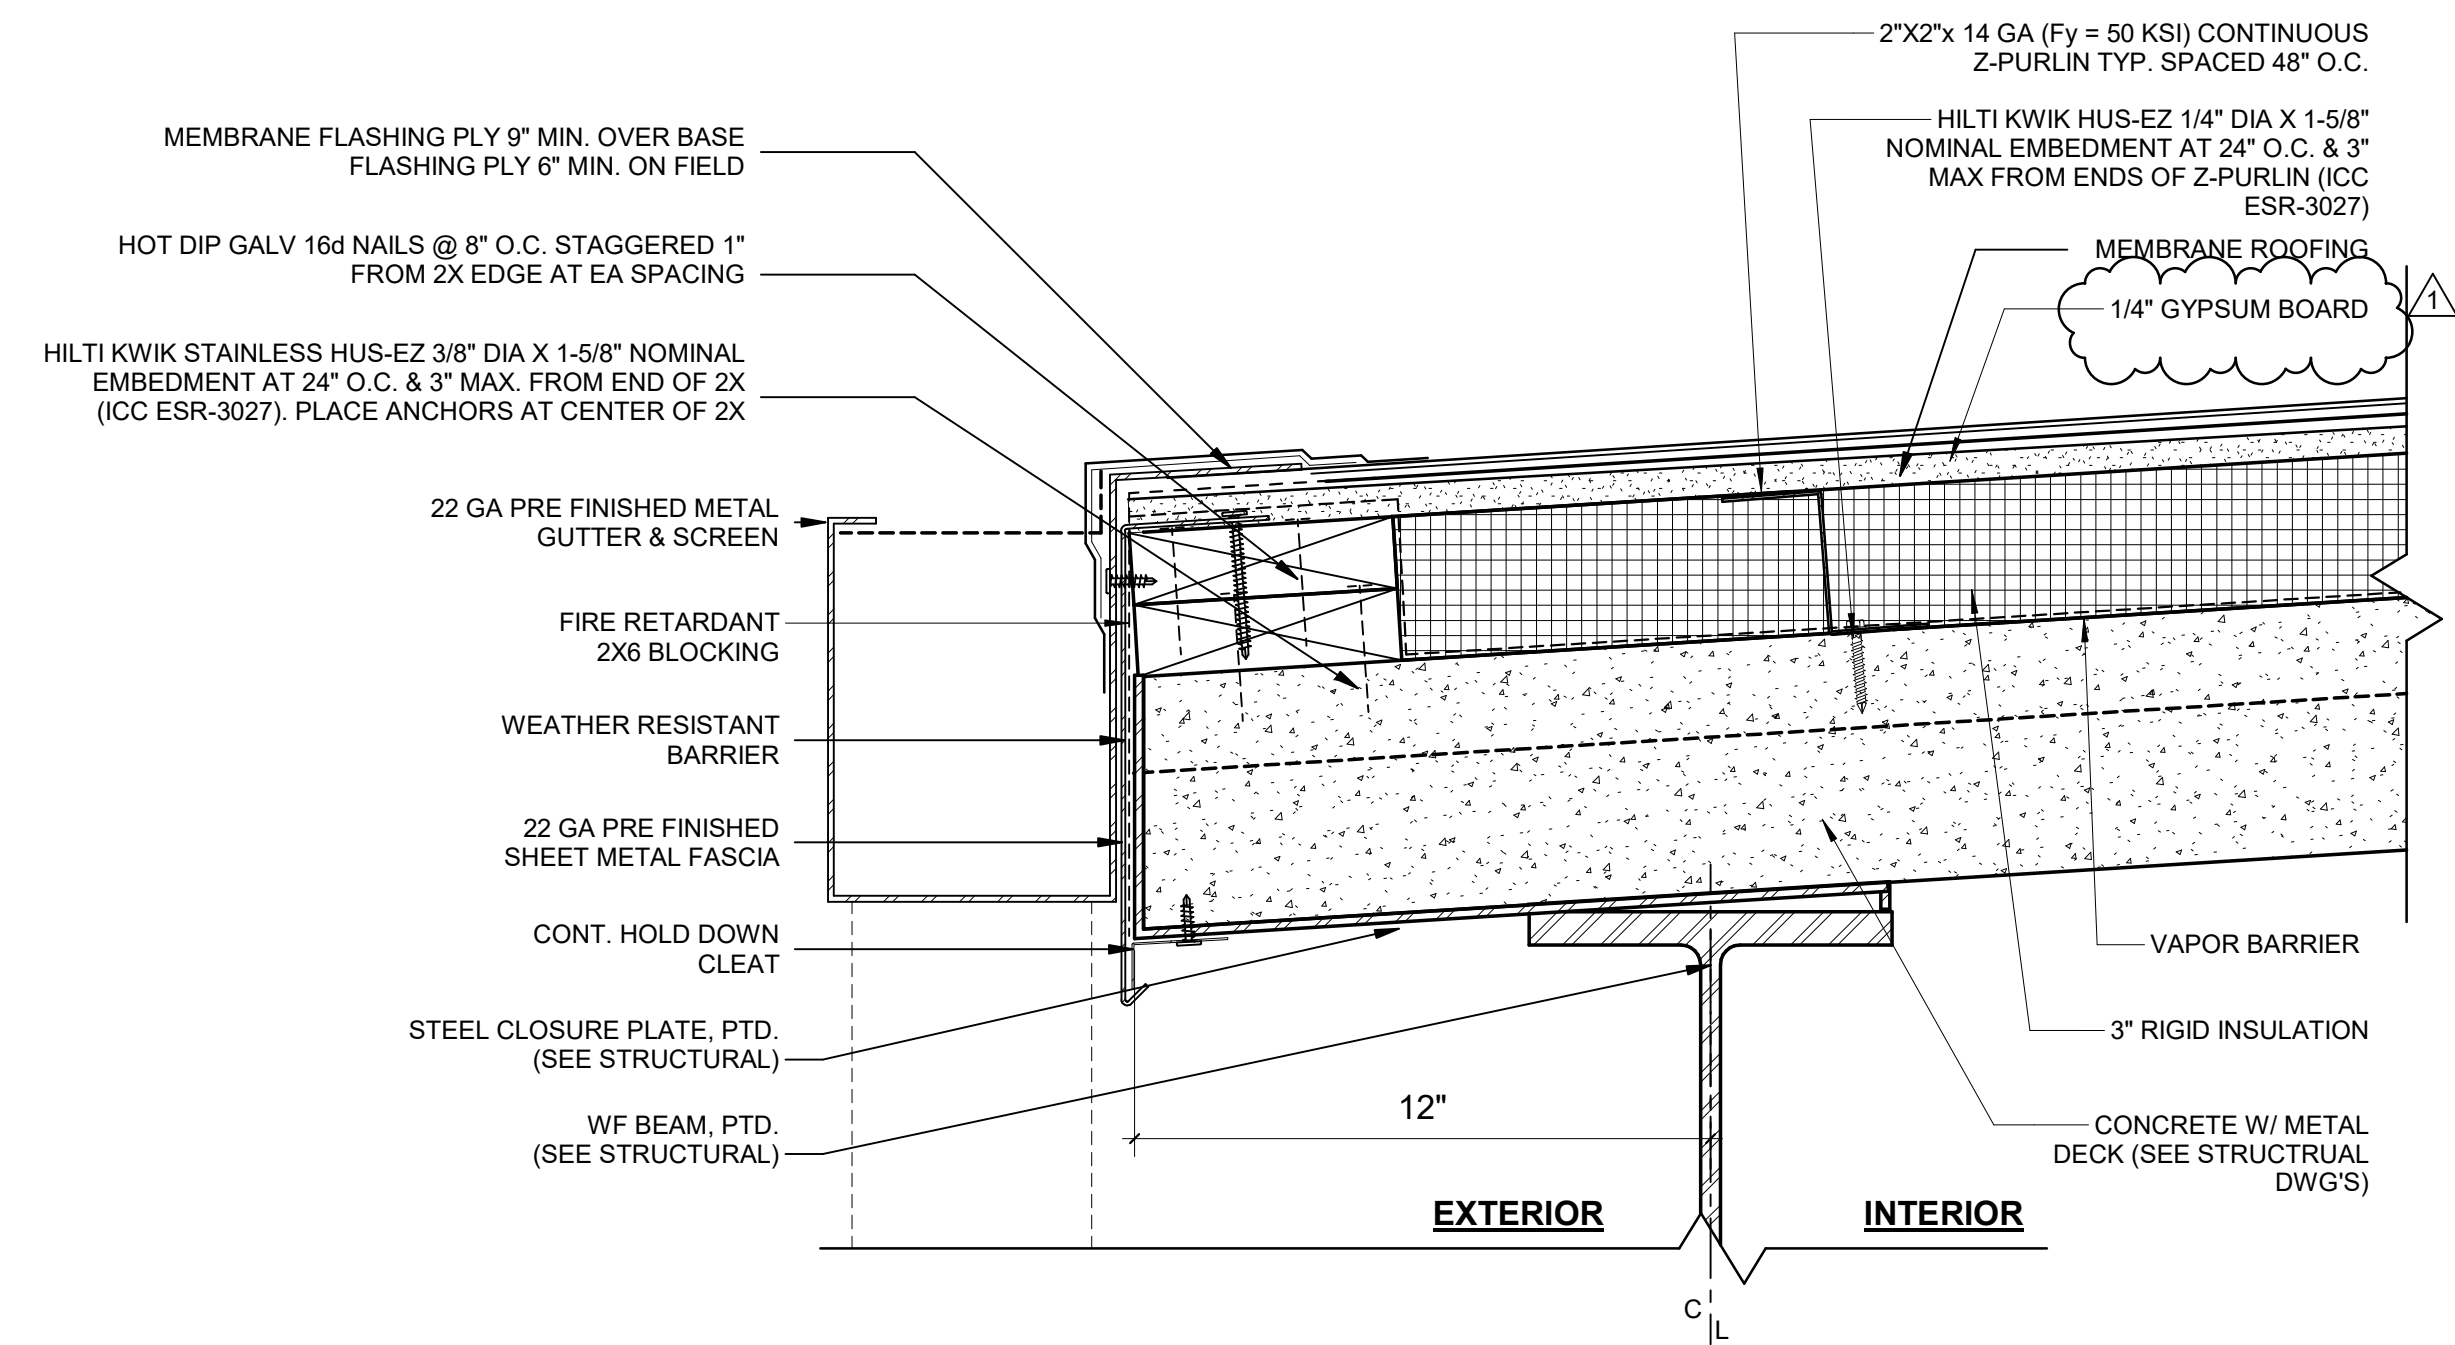 2"X2"x 14 GA (Fy = 50 KSI) CONTINUOUS
Z-PURLIN TYP. SPACED 48" O.C.
HILTI KWIK HUS-EZ 1/4" DIA X 1-5/8"
NOMINAL EMBEDMENT AT 24" O.C. & 3"
MAX FROM ENDS OF Z-PURLIN (ICC
ESR-3027)
MEMBRANE ROOFING
1/4" GYPSUM BOARD
1
MEMBRANE FLASHING PLY 9" MIN. OVER BASE
FLASHING PLY 6" MIN. ON FIELD
HOT DIP GALV 16d NAILS @ 8" O.C. STAGGERED 1"
FROM 2X EDGE AT EA SPACING
HILTI KWIK STAINLESS HUS-EZ 3/8" DIA X 1-5/8" NOMINAL
EMBEDMENT AT 24" O.C. & 3" MAX. FROM END OF 2X
(ICC ESR-3027). PLACE ANCHORS AT CENTER OF 2X
22 GA PRE FINISHED METAL
GUTTER & SCREEN
FIRE RETARDANT
2X6 BLOCKING
WEATHER RESISTANT
BARRIER
22 GA PRE FINISHED
SHEET METAL FASCIA
CONT. HOLD DOWN
CLEAT
STEEL CLOSURE PLATE, PTD.
(SEE STRUCTURAL)
WF BEAM, PTD.
(SEE STRUCTURAL)
VAPOR BARRIER
3" RIGID INSULATION
CONCRETE W/ METAL
DECK (SEE STRUCTRUAL
DWG'S)
12"
EXTERIOR
INTERIOR
C
L